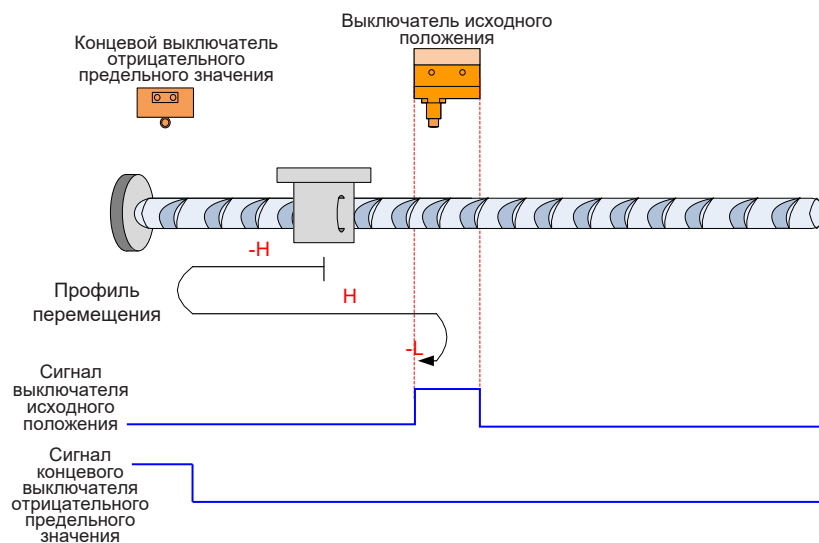 Выключатель исходного
положения
Концевой выключатель
отрицательного
предельного значения
-H
H
Профиль
перемещения
-L
Сигнал
выключателя
исходного
положения
Сигнал
концевого
выключателя
отрицательного
предельного
значения